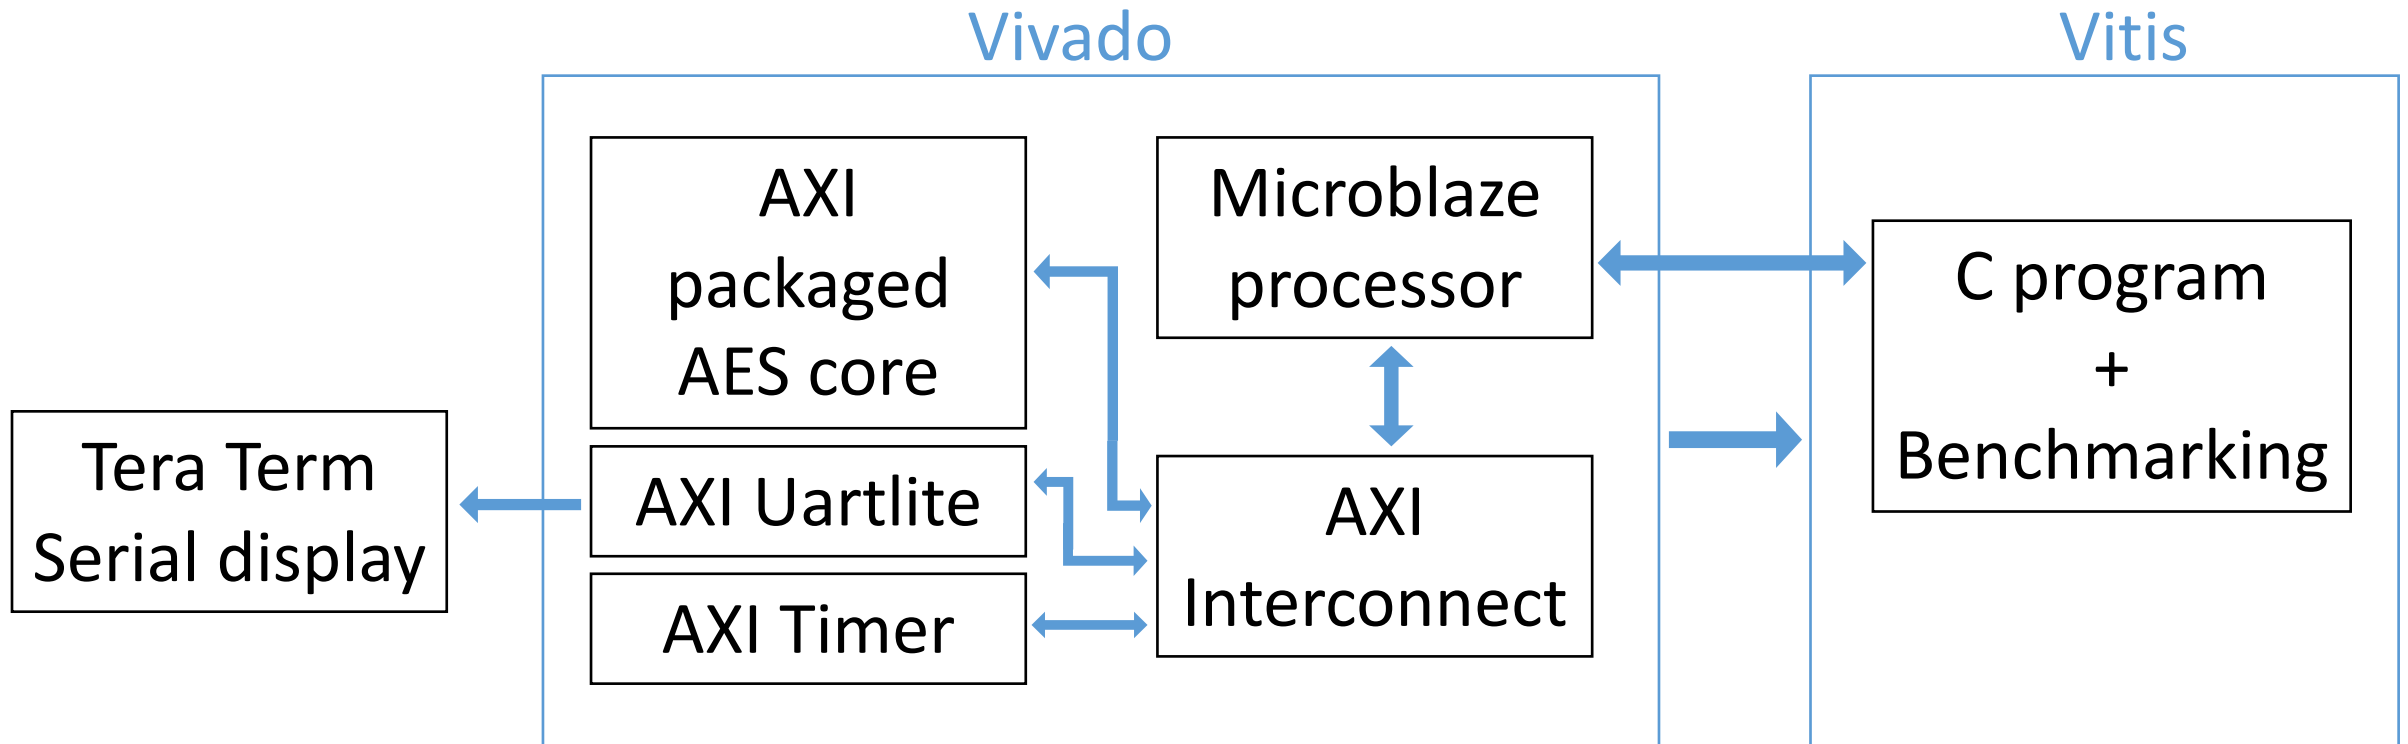 Vivado
Vitis
AXI
packaged
AES core
Microblaze
processor
C program
+
Benchmarking
Tera Term
Serial display
AXI Uartlite
AXI Timer
AXI
Interconnect